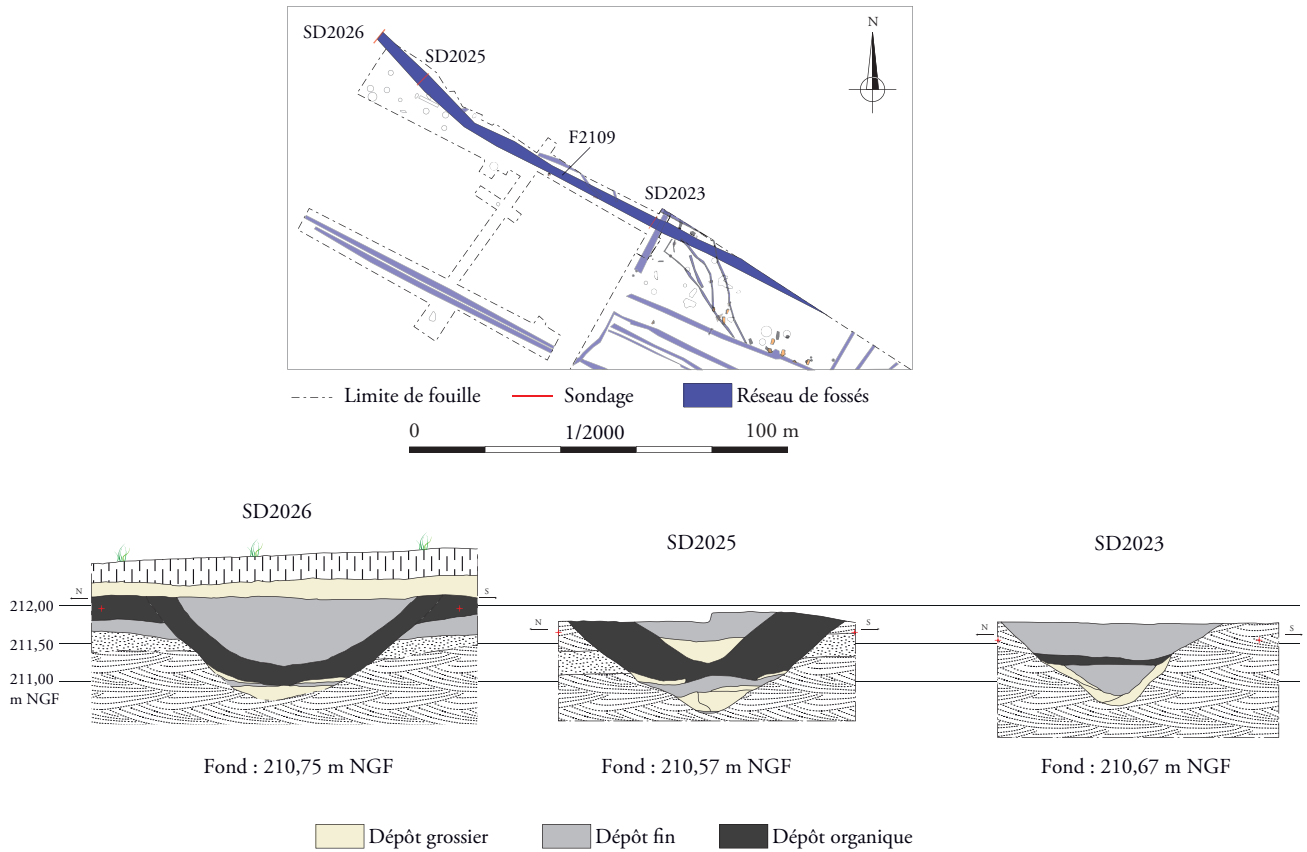 SD2026
N
SD2025
F2109
SD2023
Limite de fouille
Sondage
Réseau de fossés
0
1/2000
100 m
SD2026
SD2025
SD2023
N
S
N
S
N
S
212,00
211,50
211,00
m NGF
Fond : 210,75 m NGF
Fond : 210,57 m NGF
Fond : 210,67 m NGF
Dépôt grossier
Dépôt fin
Dépôt organique